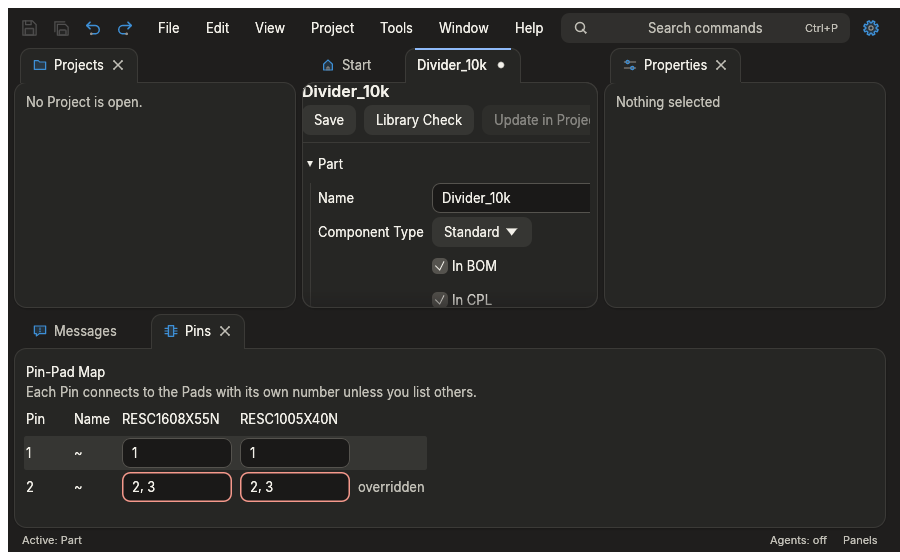 File Edit View Project Tools Window Help Search commands Ctrl+P
Projects
Start Divider_10k
Properties
No Project is open.
Divider_10k
Save Library Check Update in Projec
Part
Name Divider_10k
Component Type Standard
In BOM
In CPL
Nothing selected
Messages Pins
Pin-Pad Map
Each Pin connects to the Pads with its own number unless you list others.
Pin Name RESC1608X55N RESC1005X40N
1 ~ 1 1
2 ~ 2, 3 2, 3 overridden
Active: Part Agents: off Panels